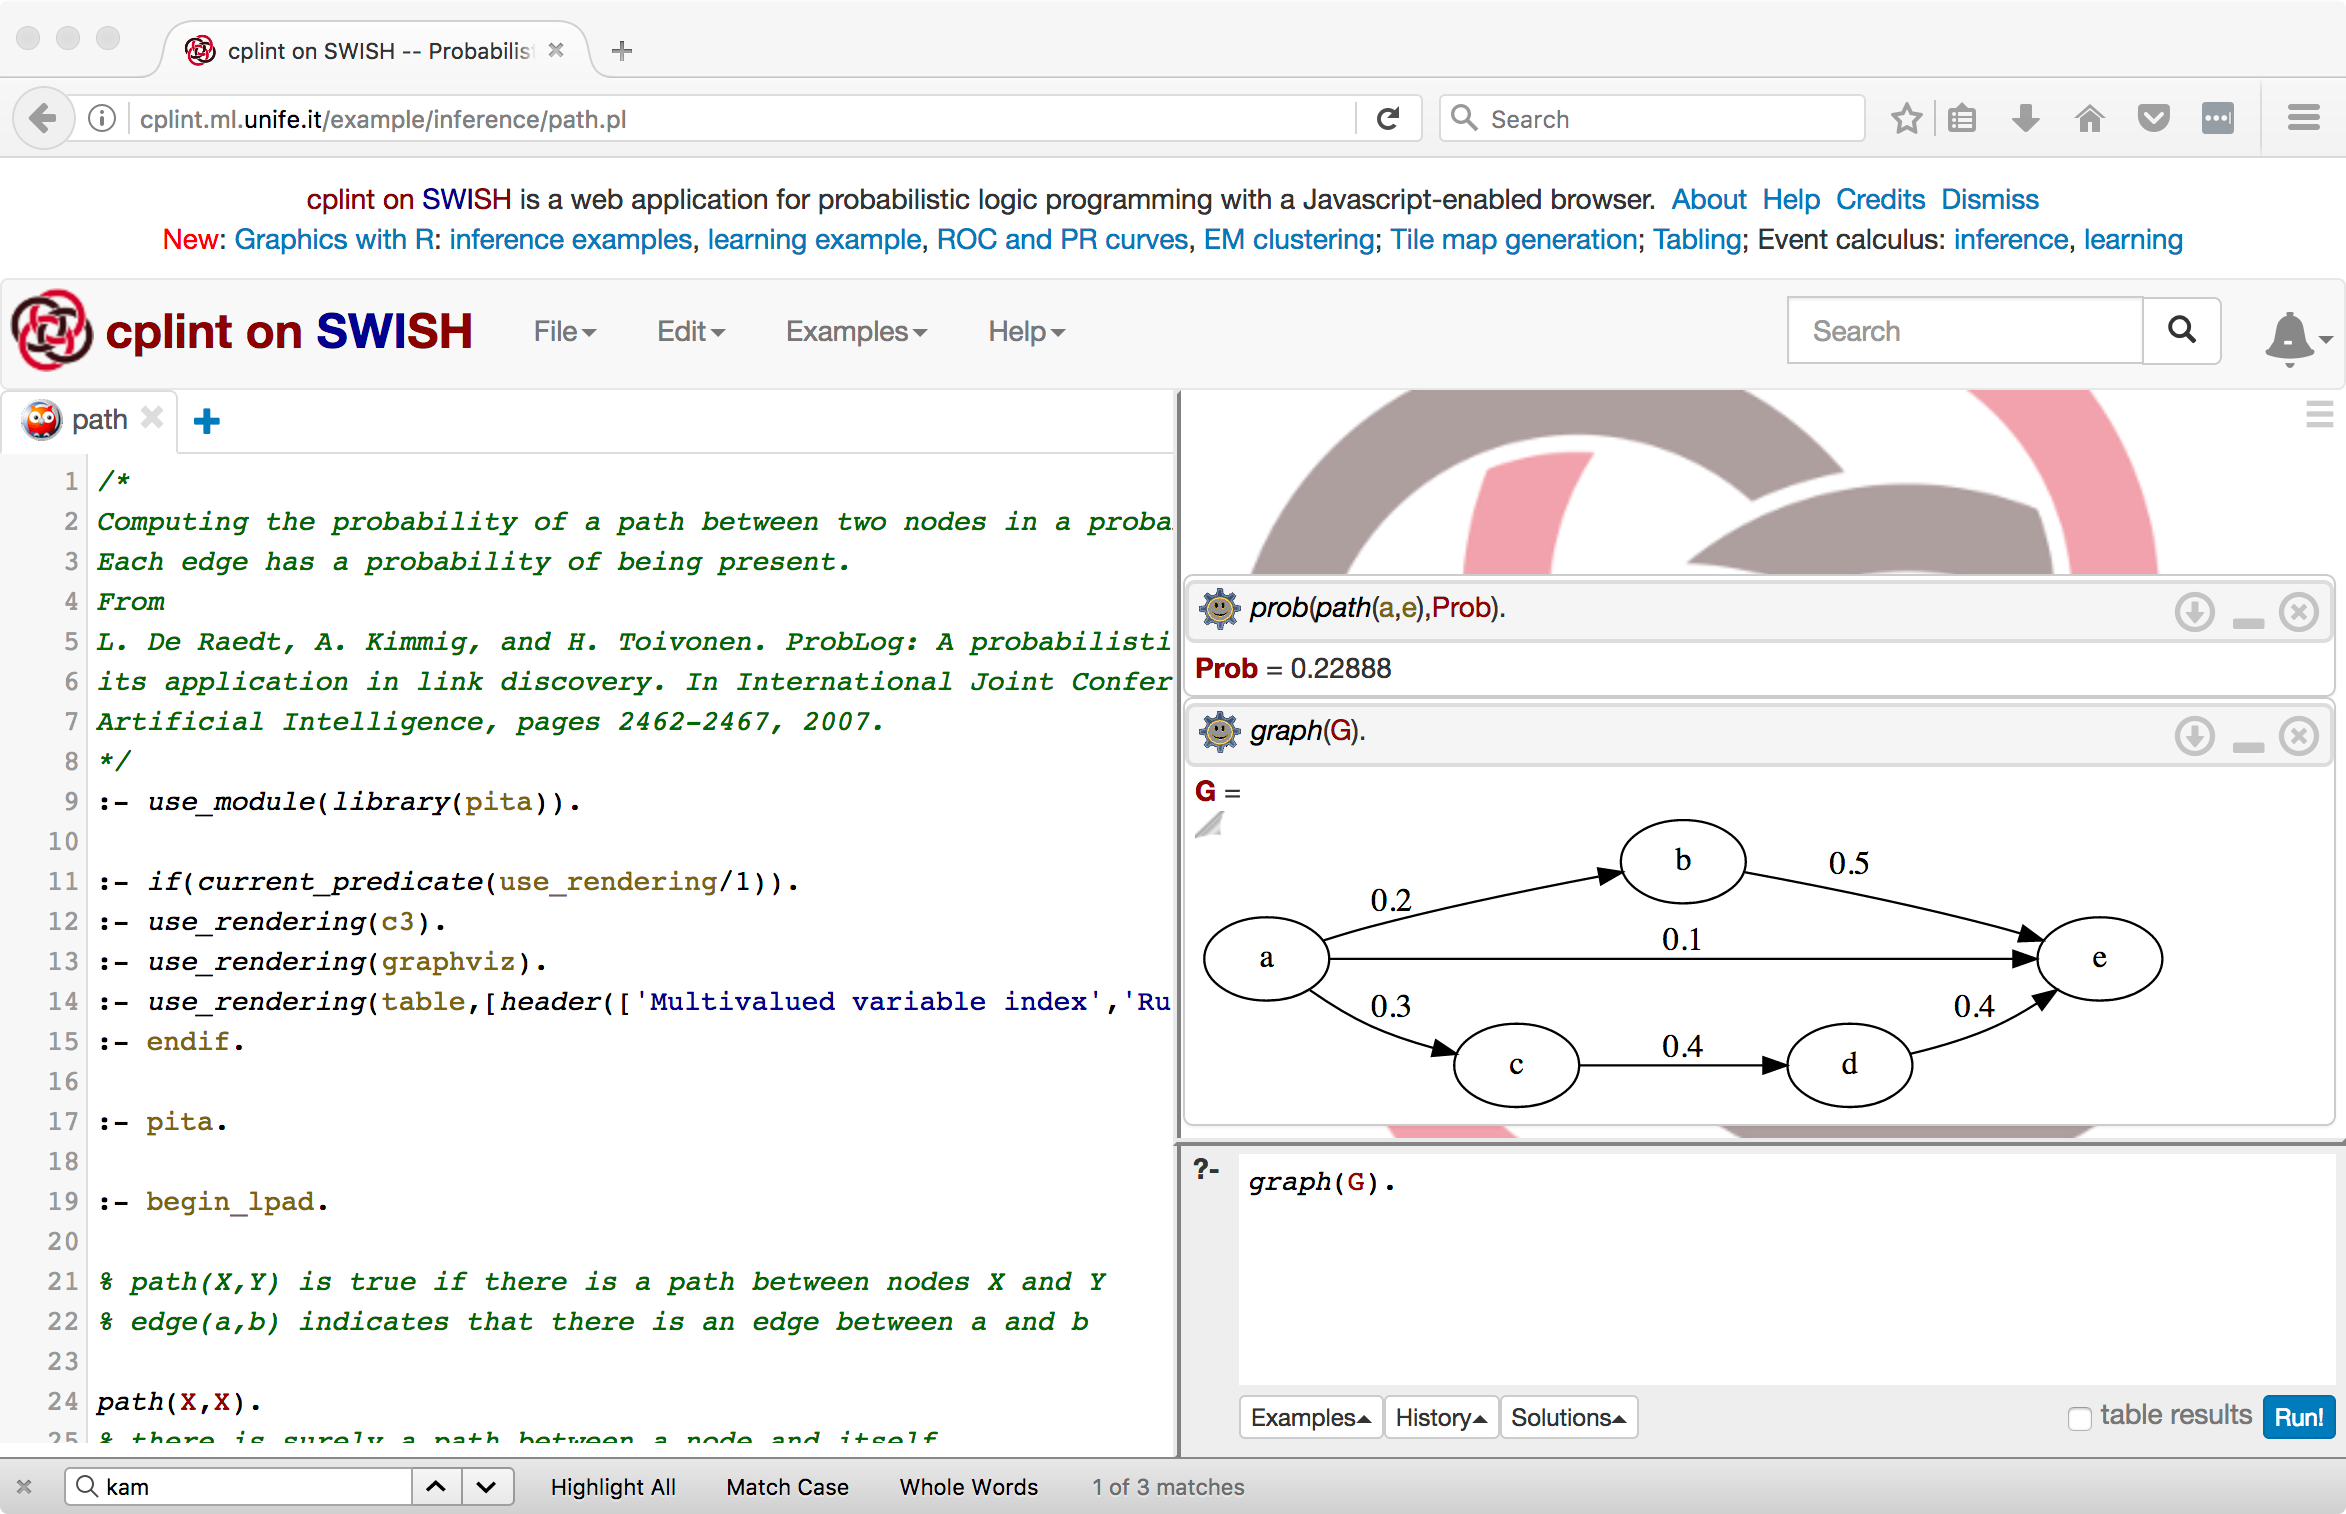 cplint on SWISH -- Probabilis
cplint.ml.unife.it/example/inference/path.pl
Search
cplint on SWISH is a web application for probabilistic logic programming with a Javascript-enabled browser. About Help Credits Dismiss
New: Graphics with R: inference examples, learning example, ROC and PR curves, EM clustering; Tile map generation; Tabling; Event calculus: inference, learning
cplint on SWISH File Edit Examples Help Search
path
1 /*
2 Computing the probability of a path between two nodes in a proba
3 Each edge has a probability of being present.
4 From
5 L. De Raedt, A. Kimmig, and H. Toivonen. ProbLog: A probabilisti
6 its application in link discovery. In International Joint Confer
7 Artificial Intelligence, pages 2462-2467, 2007.
8 */
9 :- use_module(library(pita)).
10
11 :- if(current_predicate(use_rendering/1)).
12 :- use_rendering(c3).
13 :- use_rendering(graphviz).
14 :- use_rendering(table,[header(['Multivalued variable index','Ru
15 :- endif.
16
17 :- pita.
18
19 :- begin_lpad.
20
21 % path(X,Y) is true if there is a path between nodes X and Y
22 % edge(a,b) indicates that there is an edge between a and b
23
24 path(X,X).
25 % there is surely a path between a node and itself
prob(path(a,e),Prob).
Prob = 0.22888
graph(G).
G =
b
0.5
0.2
0.1
a
e
0.3
0.4
0.4
c
d
?- graph(G).
Examples History Solutions table results Run!
kam Highlight All Match Case Whole Words 1 of 3 matches